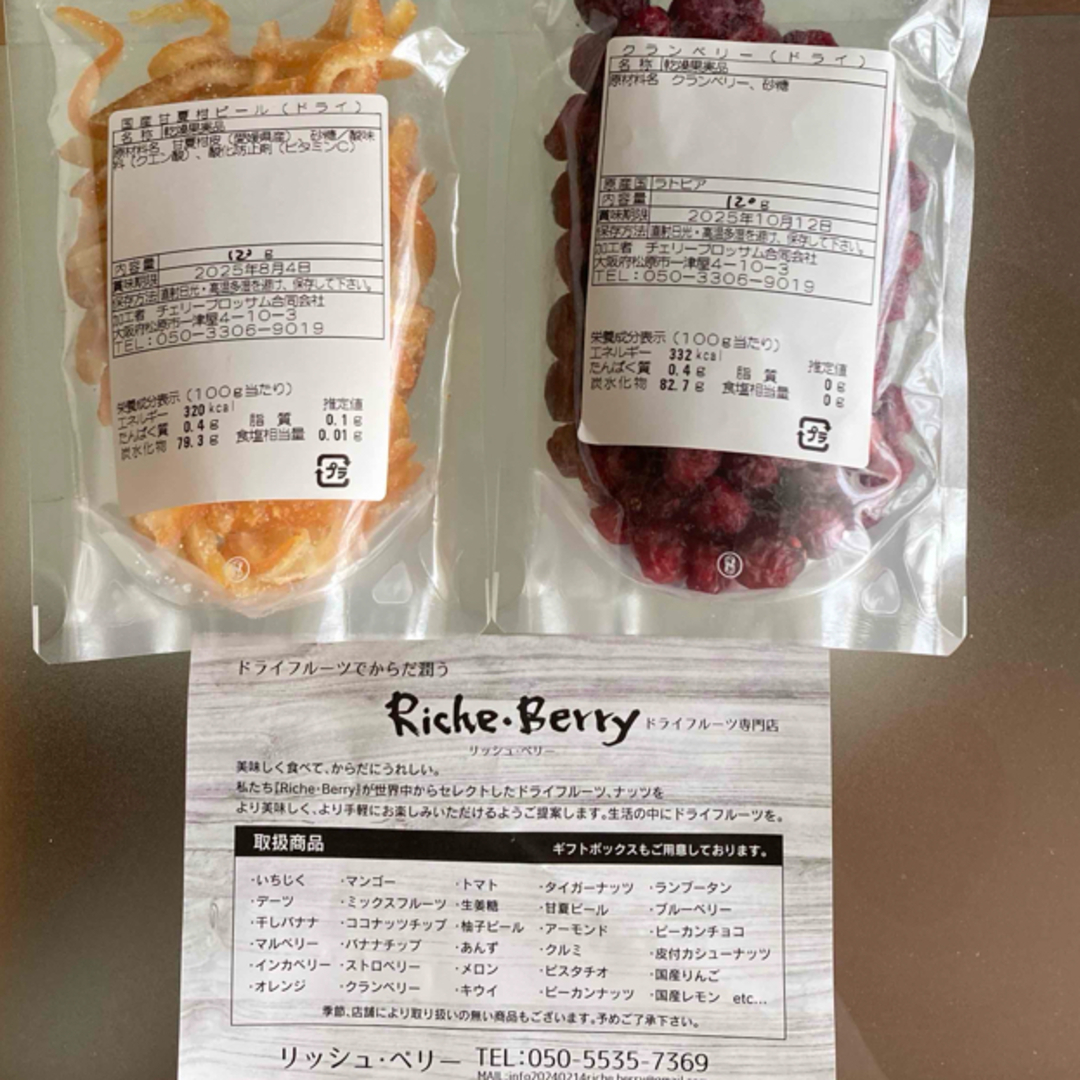 国産甘夏柑ピール（ドライ）
名称 乾燥果実品
原材料名 甘夏柑皮（愛媛県産）、砂糖／酸味
料（クエン酸）、酸化防止剤（ビタミンC）
内容量 123 g
賞味期限 2025年8月4日
保存方法 直射日光・高温多湿を避け、保存して下さい。
加工者 チェリーブロッサム合同会社
大阪府松原市一津屋4－10－3
TEL：050－3306－9019
栄養成分表示（100g当たり）
推定値
エネルギー 320 kcal
たんぱく質 0.4 g 脂質 0.1 g
炭水化物 79.3 g 食塩相当量 0.01 g
プラ
クランベリー（ドライ）
名称 乾燥果実品
原材料名 クランベリー、砂糖
原産国 ラトビア
内容量 120 g
賞味期限 2025年10月12日
保存方法 直射日光・高温多湿を避け、保存して下さい。
加工者 チェリーブロッサム合同会社
大阪府松原市一津屋4－10－3
TEL：050－3306－9019
栄養成分表示（100g当たり）
推定値
エネルギー 332 kcal
たんぱく質 0.4 g 脂質 0 g
炭水化物 82.7 g 食塩相当量 0 g
プラ
ドライフルーツでからだ潤う
Riche・Berry ドライフルーツ専門店
リッシュ・ベリー
美味しく食べて、からだにうれしい。
私たち『Riche・Berry』が世界中からセレクトしたドライフルーツ、ナッツを
より美味しく、より手軽にお楽しみいただけるようご提案します。生活の中にドライフルーツを。
取扱商品 ギフトボックスもご用意しております。
・いちじく ・マンゴー ・トマト ・タイガーナッツ ・ランブータン
・デーツ ・ミックスフルーツ ・生姜糖 ・甘夏ピール ・ブルーベリー
・干しバナナ ・ココナッツチップ ・柚子ピール ・アーモンド ・ピーカンチョコ
・マルベリー ・バナナチップ ・あんず ・クルミ ・皮付カシューナッツ
・インカベリー ・ストロベリー ・メロン ・ピスタチオ ・国産りんご
・オレンジ ・クランベリー ・キウイ ・ピーカンナッツ ・国産レモン etc...
季節、店舗により取り扱いの無い商品もございます。予めご了承下さい。
リッシュ・ベリー TEL：050-5535-7369
MAIL:info20240214riche.berry@gmail.com